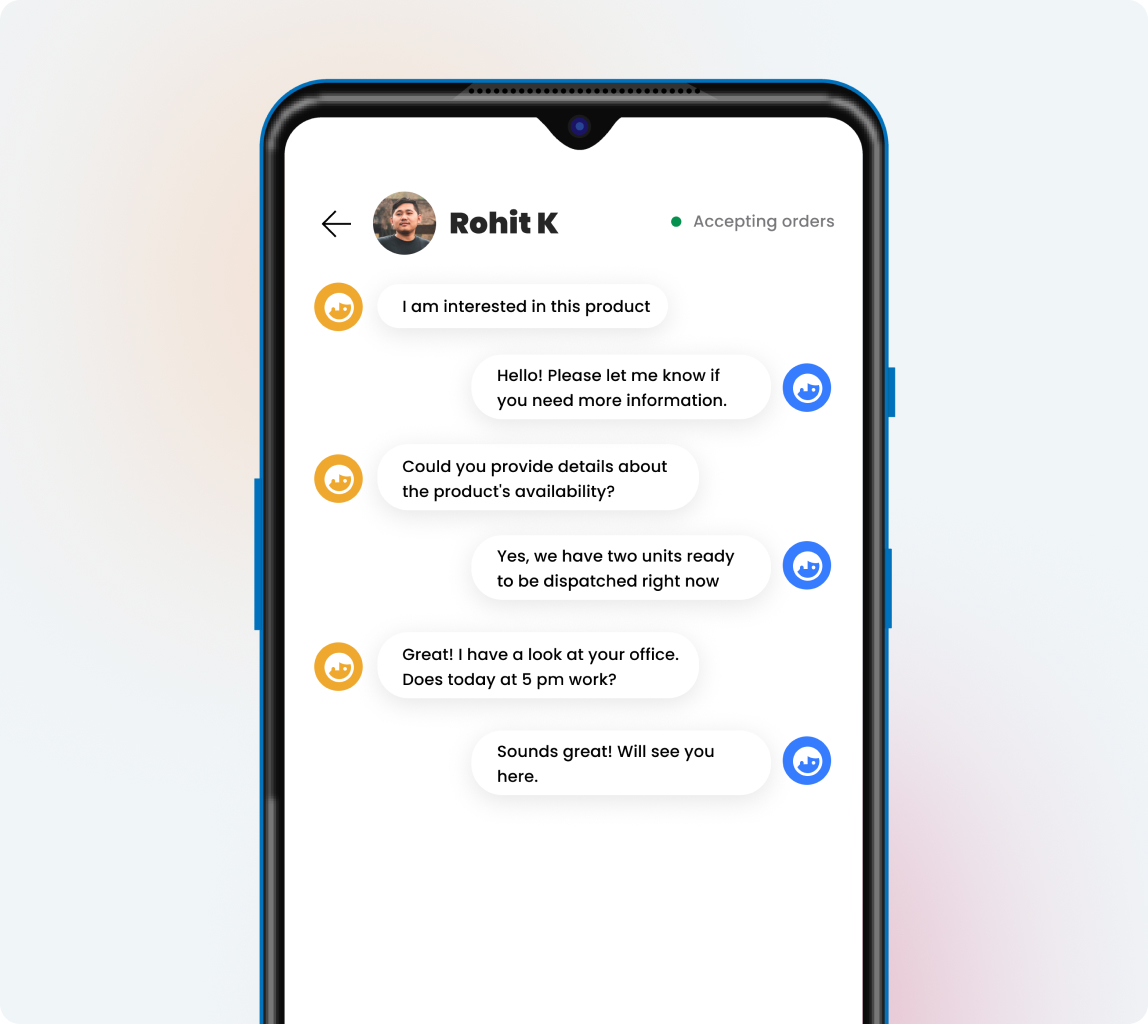 Rohit K
Accepting orders
I am interested in this product
Hello! Please let me know if
you need more information.
Could you provide details about
the product's availability?
Yes, we have two units ready
to be dispatched right now
Great! I have a look at your office.
Does today at 5 pm work?
Sounds great! Will see you
here.